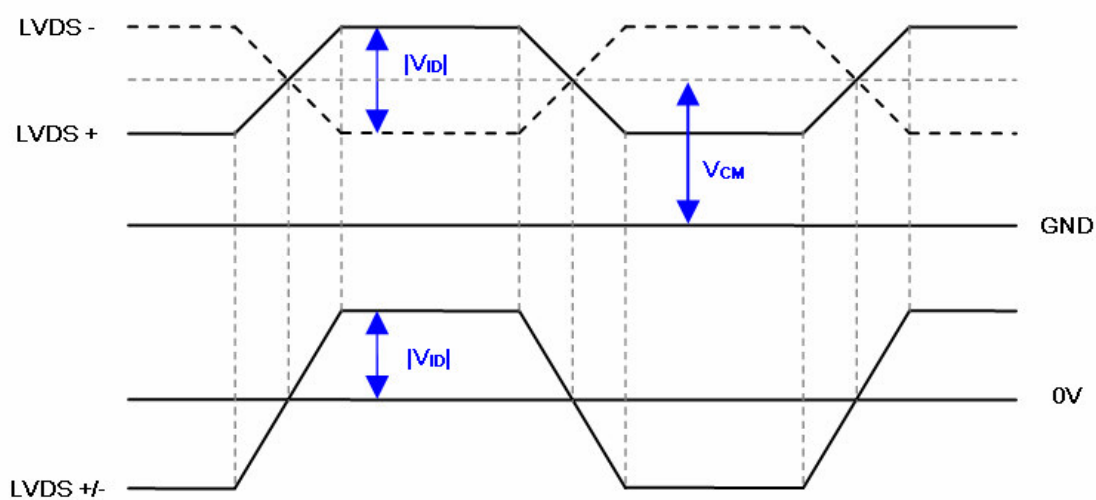 LVDS -
|VID|
LVDS +
VCM
GND
|VID|
0V
LVDS +/-